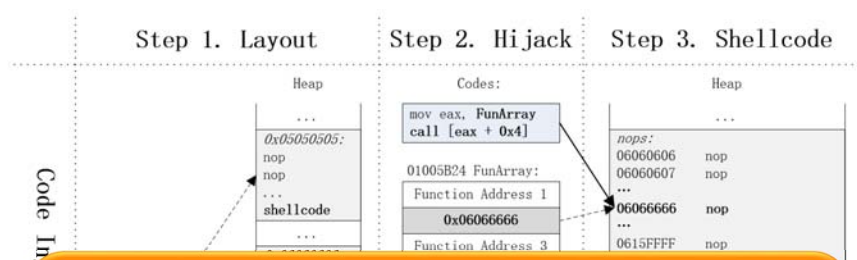 Step 1. Layout
Step 2. Hijack
Step 3. Shellcode
Code
Heap
...
0x05050505:
nop
nop
...
shellcode
...
Codes:
mov eax, FunArray
call [eax + 0x4]
01005B24 FunArray:
Function Address 1
0x06066666
Function Address 3
Heap
...
nops:
06060606 nop
06060607 nop
...
06066666 nop
...
0615FFFF nop